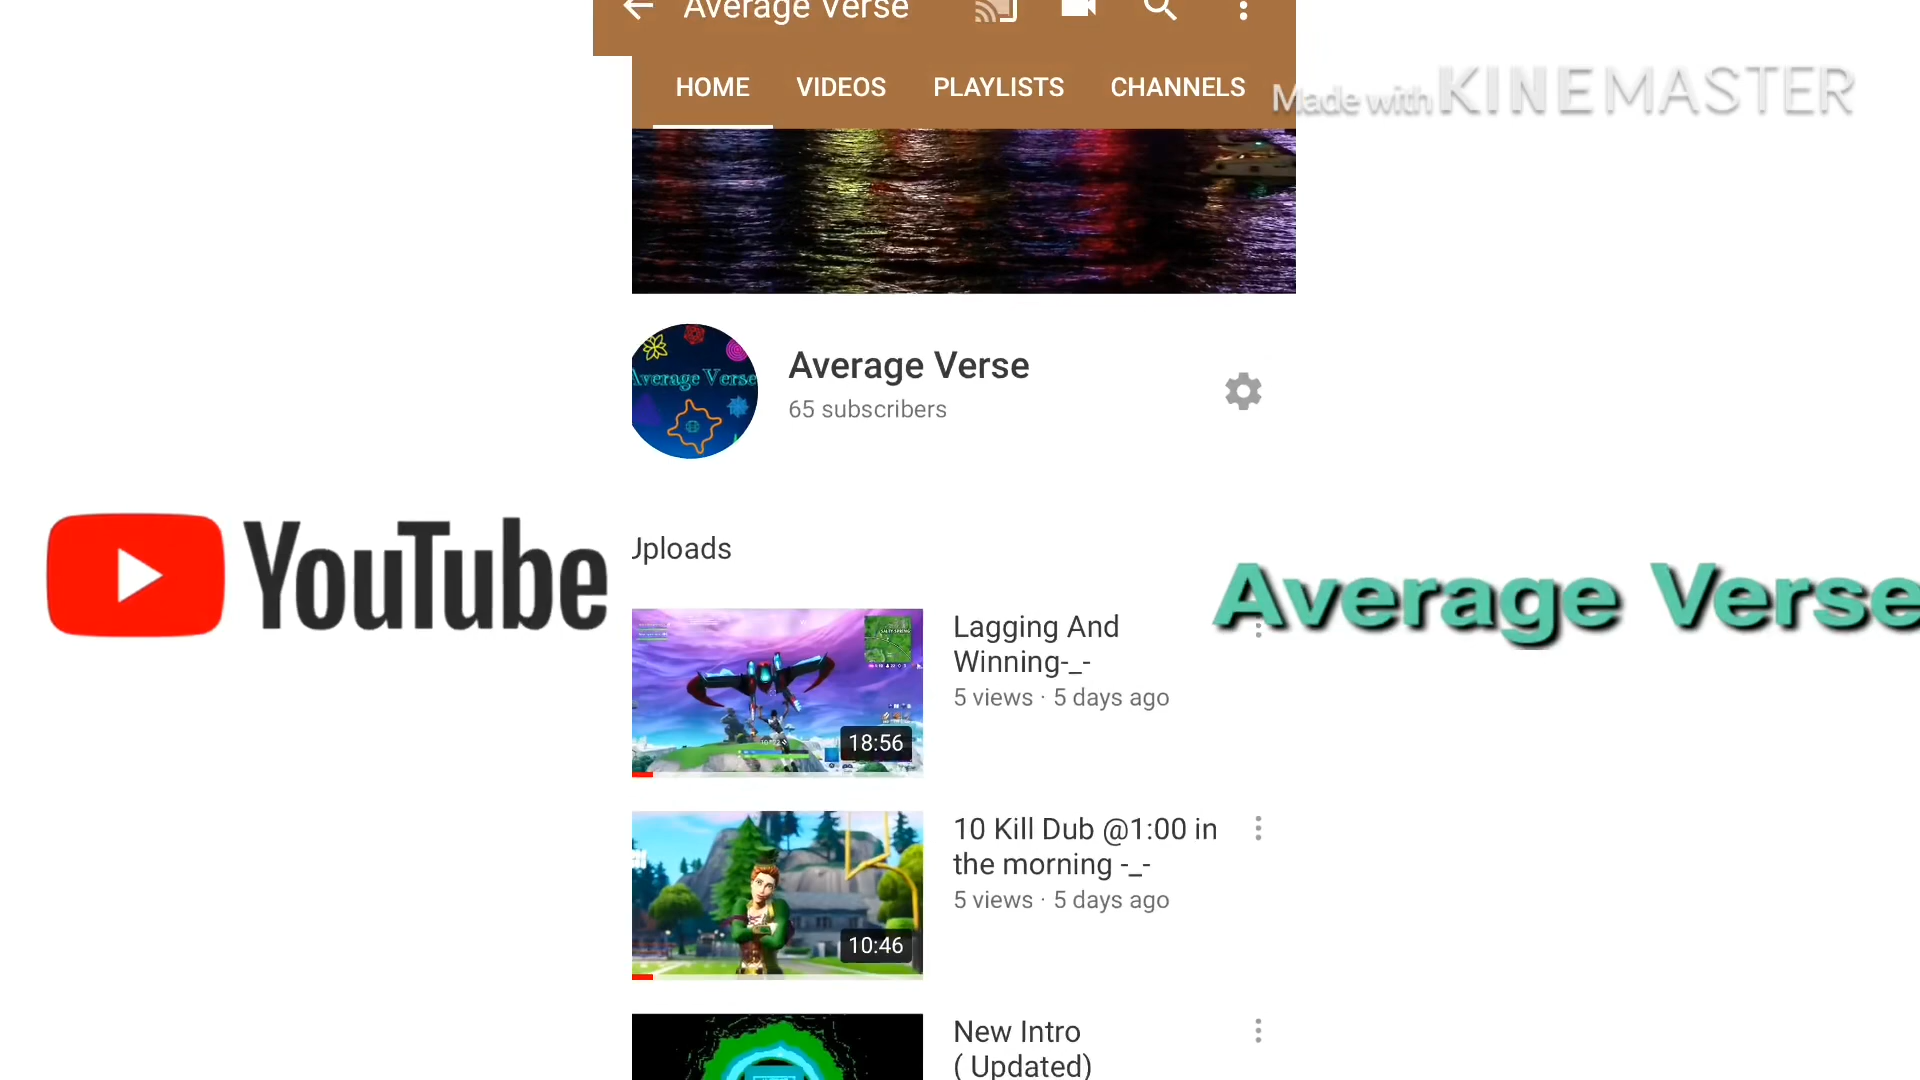 Average Verse
HOME VIDEOS PLAYLISTS CHANNELS
Made with KINEMASTER
Average Verse
Average Verse
65 subscribers
YouTube
Uploads
Average Verse
Lagging And
Winning-_-
5 views · 5 days ago
18:56
10 Kill Dub @1:00 in
the morning -_-
5 views · 5 days ago
10:46
New Intro
( Updated)